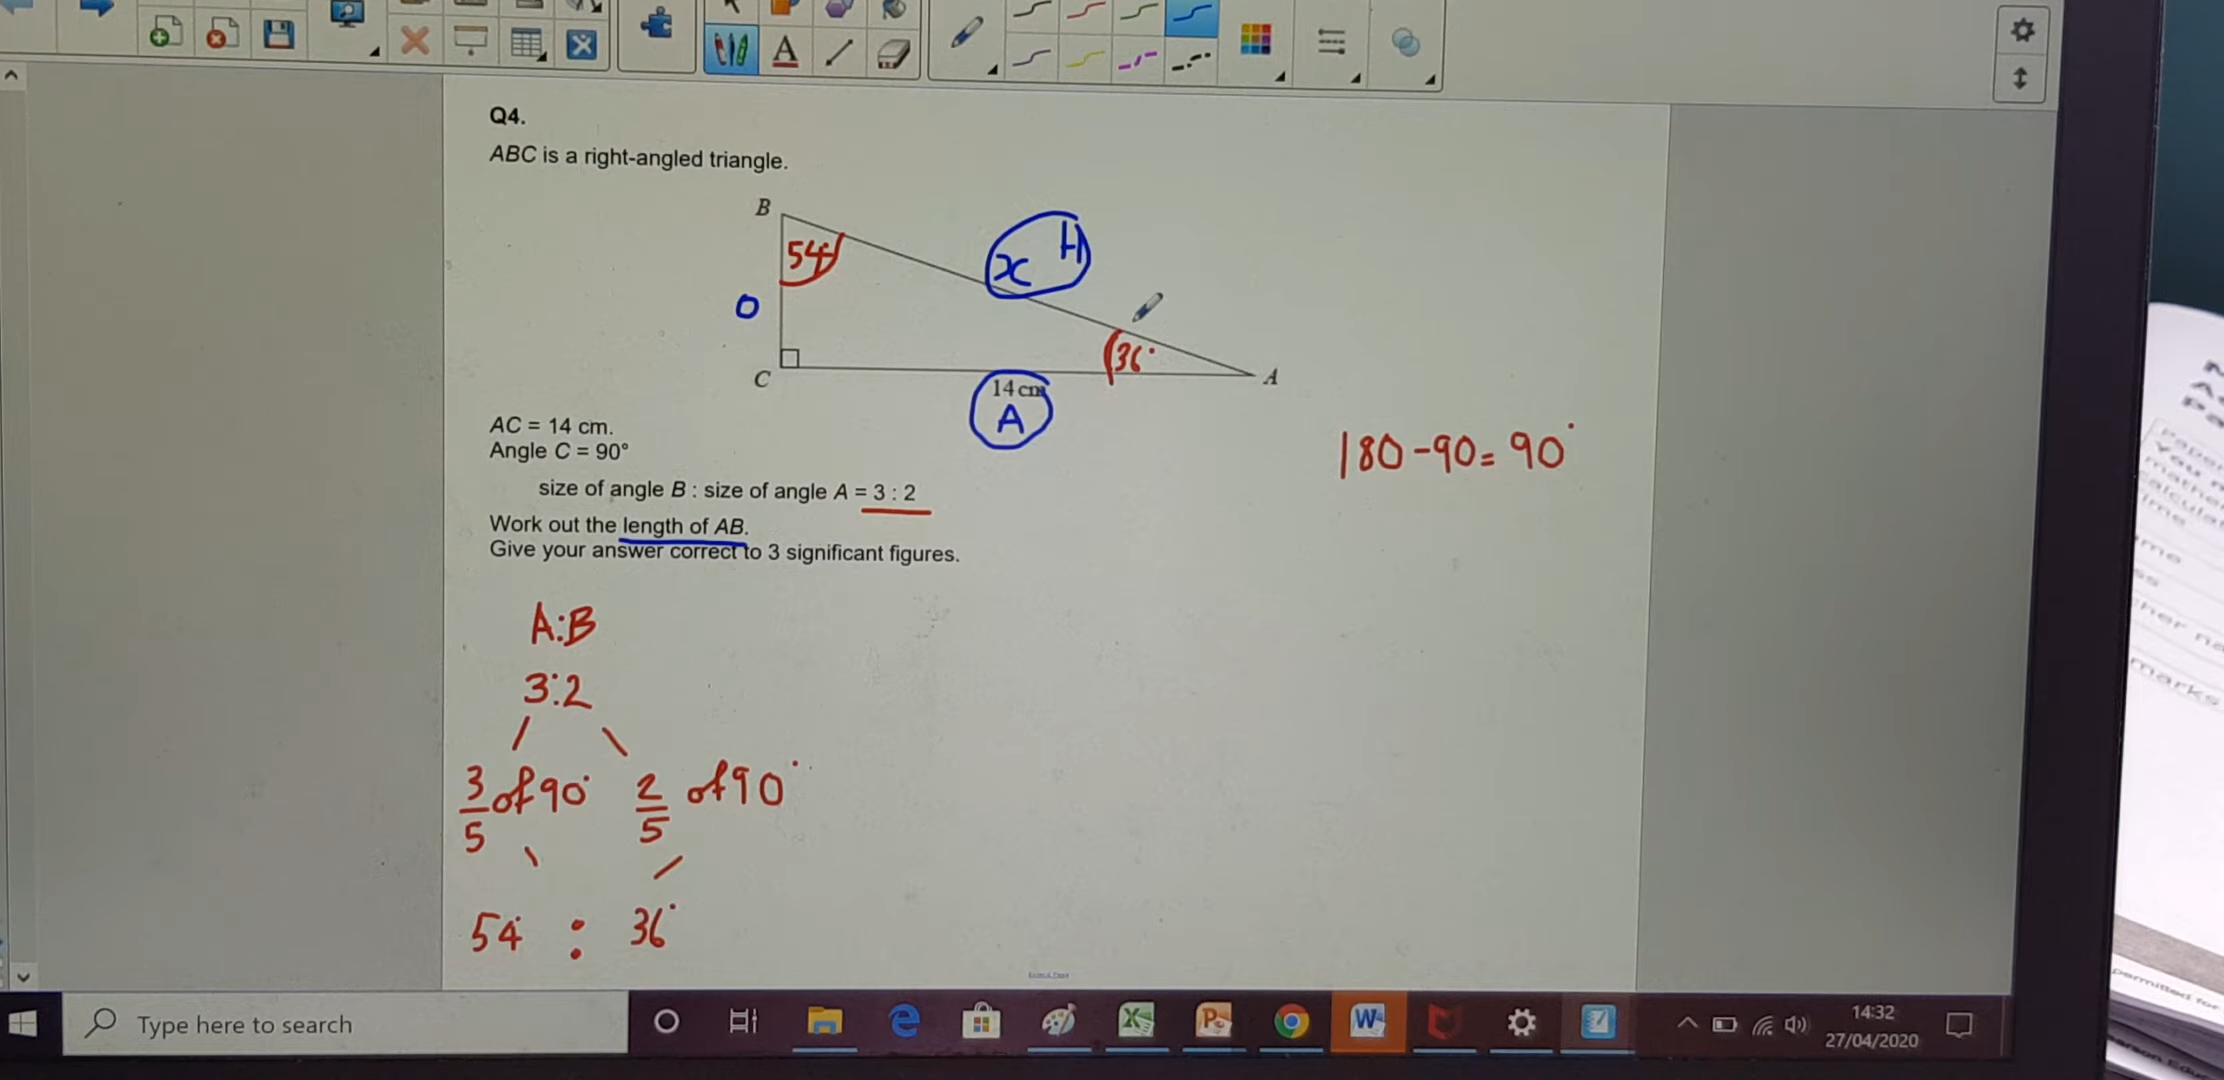 Q4.
ABC is a right-angled triangle.
B
54
x H
O
36°
C
A
14 cm
A
AC = 14 cm.
Angle C = 90°
180-90= 90°
size of angle B : size of angle A = 3 : 2
Work out the length of AB.
Give your answer correct to 3 significant figures.
A:B
3:2
3/5 of 90° 2/5 of 90°
54° : 36°
Type here to search
14:32
27/04/2020